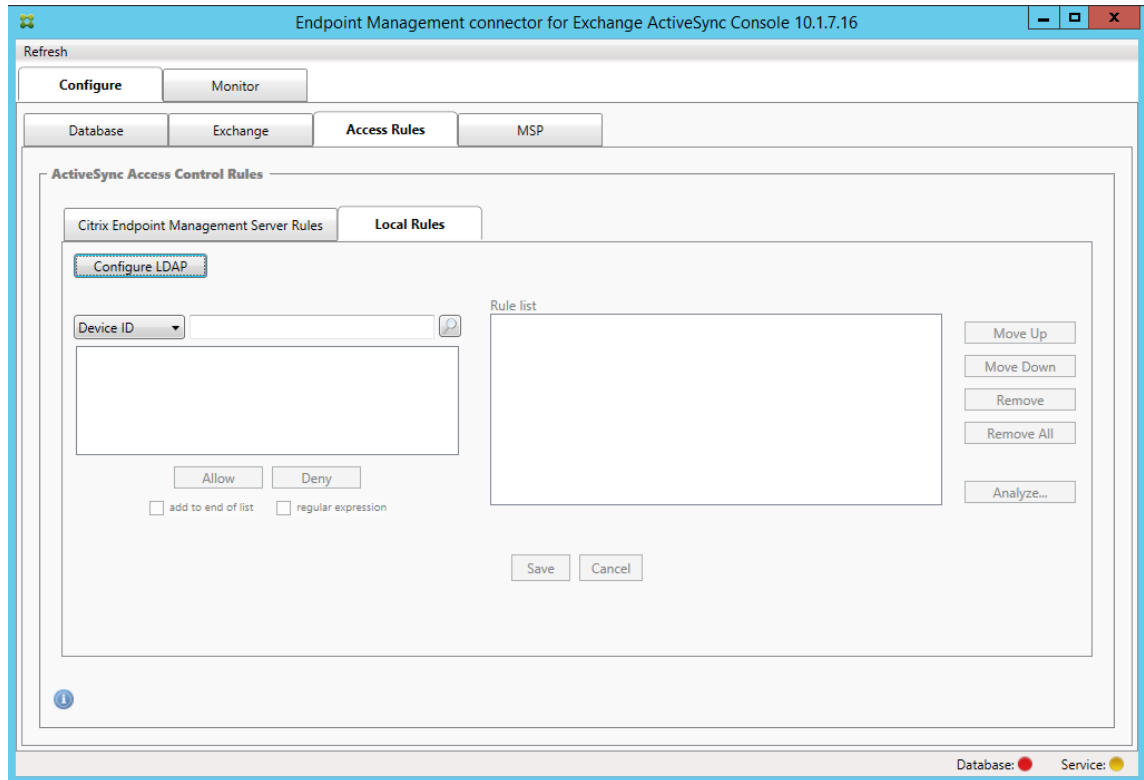 Endpoint Management connector for Exchange ActiveSync Console 10.1.7.16
Refresh
Configure
Monitor
Database
Exchange
Access Rules
MSP
ActiveSync Access Control Rules
Citrix Endpoint Management Server Rules
Local Rules
Configure LDAP
Device ID
Allow
Deny
add to end of list
regular expression
Rule list
Move Up
Move Down
Remove
Remove All
Analyze...
Save
Cancel
Database:
Service: